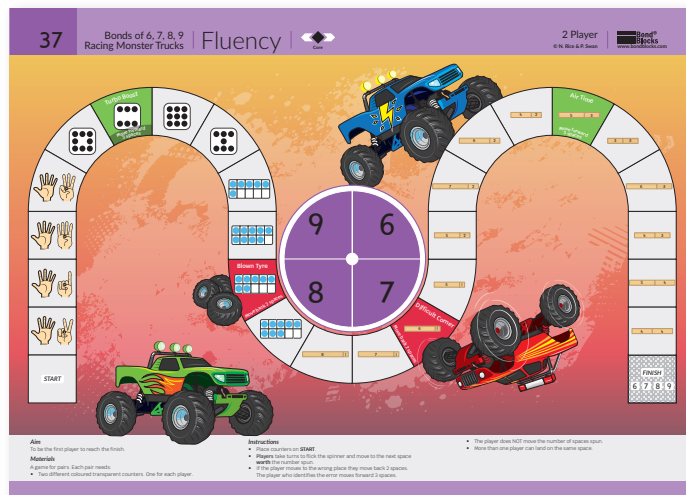 37
Bonds of 6, 7, 8, 9
Racing Monster Trucks
Fluency
Core
2 Player
© N. Rice & P. Swan
Bond®
Blocks
www.bondblocks.com
Turbo Boost
Air Time
Blown Tyre
Difficult Corner
9
6
8
7
START
FINISH
6 7 8 9
Aim
To be the first player to reach the finish.
Materials
A game for pairs. Each pair needs:
• Two different coloured transparent counters. One for each player.
Instructions
• Place counters on START.
• Players take turns to flick the spinner and move to the next space
worth the number spun.
• If the player moves to the wrong place they move back 3 spaces.
The player who identifies the error moves forward 3 spaces.
• The player does NOT move the number of spaces spun.
• More than one player can land on the same space.